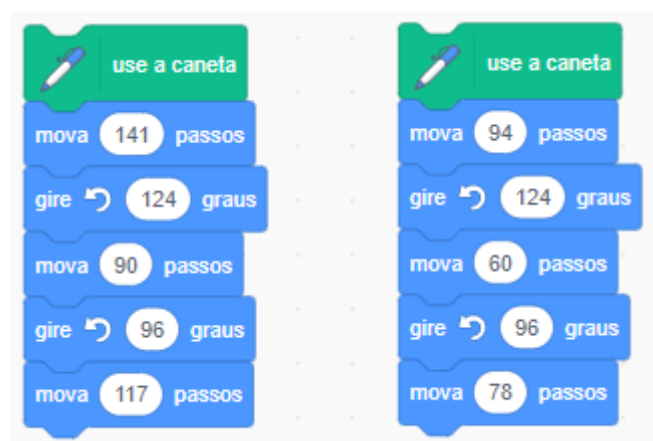 use a caneta
mova 141 passos
gire 124 graus
mova 90 passos
gire 96 graus
mova 117 passos
use a caneta
mova 94 passos
gire 124 graus
mova 60 passos
gire 96 graus
mova 78 passos